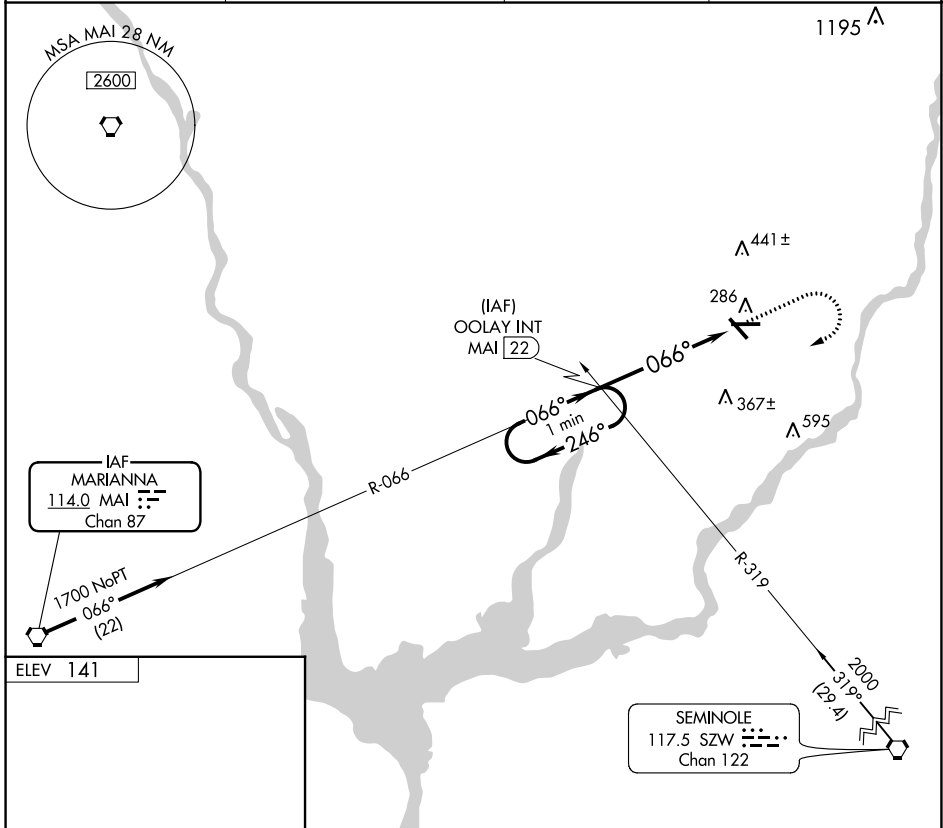 1195
MSA MAI 28 NM
2600
441±
286
(IAF)
OOLAY INT
MAI 22
066°
066°
1 min
246°
367±
595
IAF
MARIANNA
114.0 MAI
Chan 87
R-066
R-319
1700 NoPT
066°
(22)
ELEV 141
2000
319°
(29.4)
SEMINOLE
117.5 SZW
Chan 122